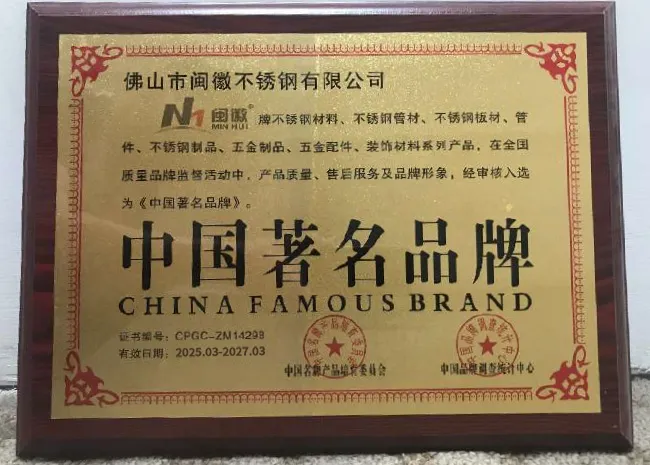 佛山市闽徽不锈钢有限公司
闽徽® MIN HUI 牌不锈钢材料、不锈钢管材、不锈钢板材、管
件、不锈钢制品、五金制品、五金配件、装饰材料系列产品，在全国
质量品牌监督活动中，产品质量、售后服务及品牌形象，经审核入选
为《中国著名品牌》。
中国著名品牌
CHINA FAMOUS BRAND
证书编号：CPGC-ZN14298
有效日期：2025.03-2027.03
中国名牌产品培育委员会
中国品牌调查统计中心